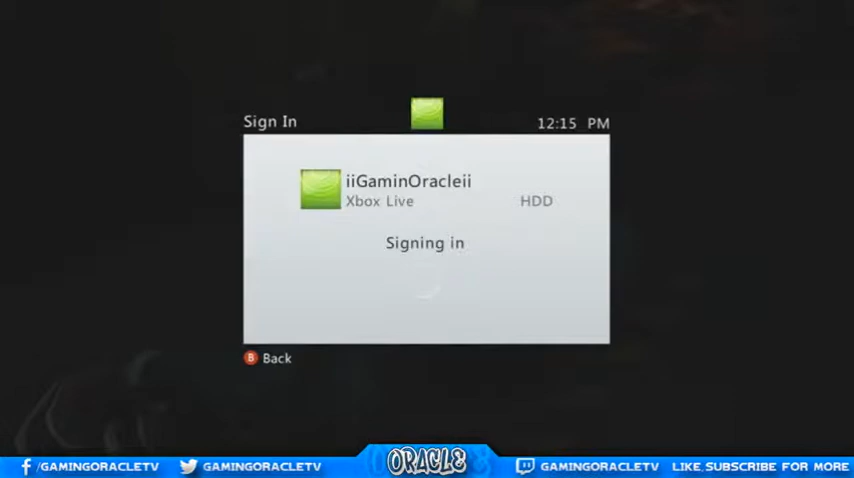 Sign In
12:15 PM
iiGaminOracleii
Xbox Live
HDD
Signing in
B Back
/GAMINGORACLETV
GAMINGORACLETV
ORACLE
GAMINGORACLETV
LIKE, SUBSCRIBE FOR MORE